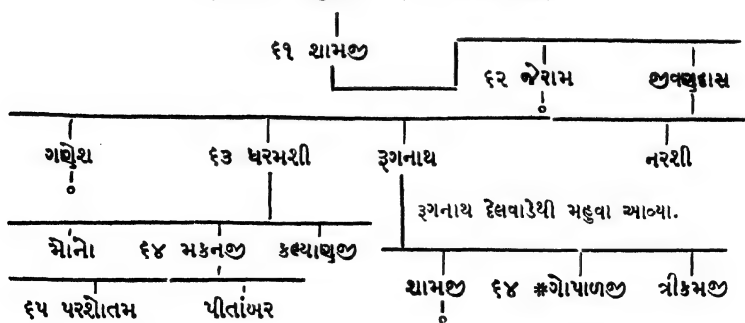 ૬૧ શામજી
૬૨ જેરામ જીવણદાસ
ગણેશ ૬૩ ધરમશી રૂગનાથ નરશી
રૂગનાથ દેલવાડેથી મહુવા આવ્યા.
મોનો ૬૪ મકનજી કલ્યાણજી
શામજી ૬૪ #ગોપાળજી ત્રીકમજી
૬૫ પરશોતમ પીતાંબર